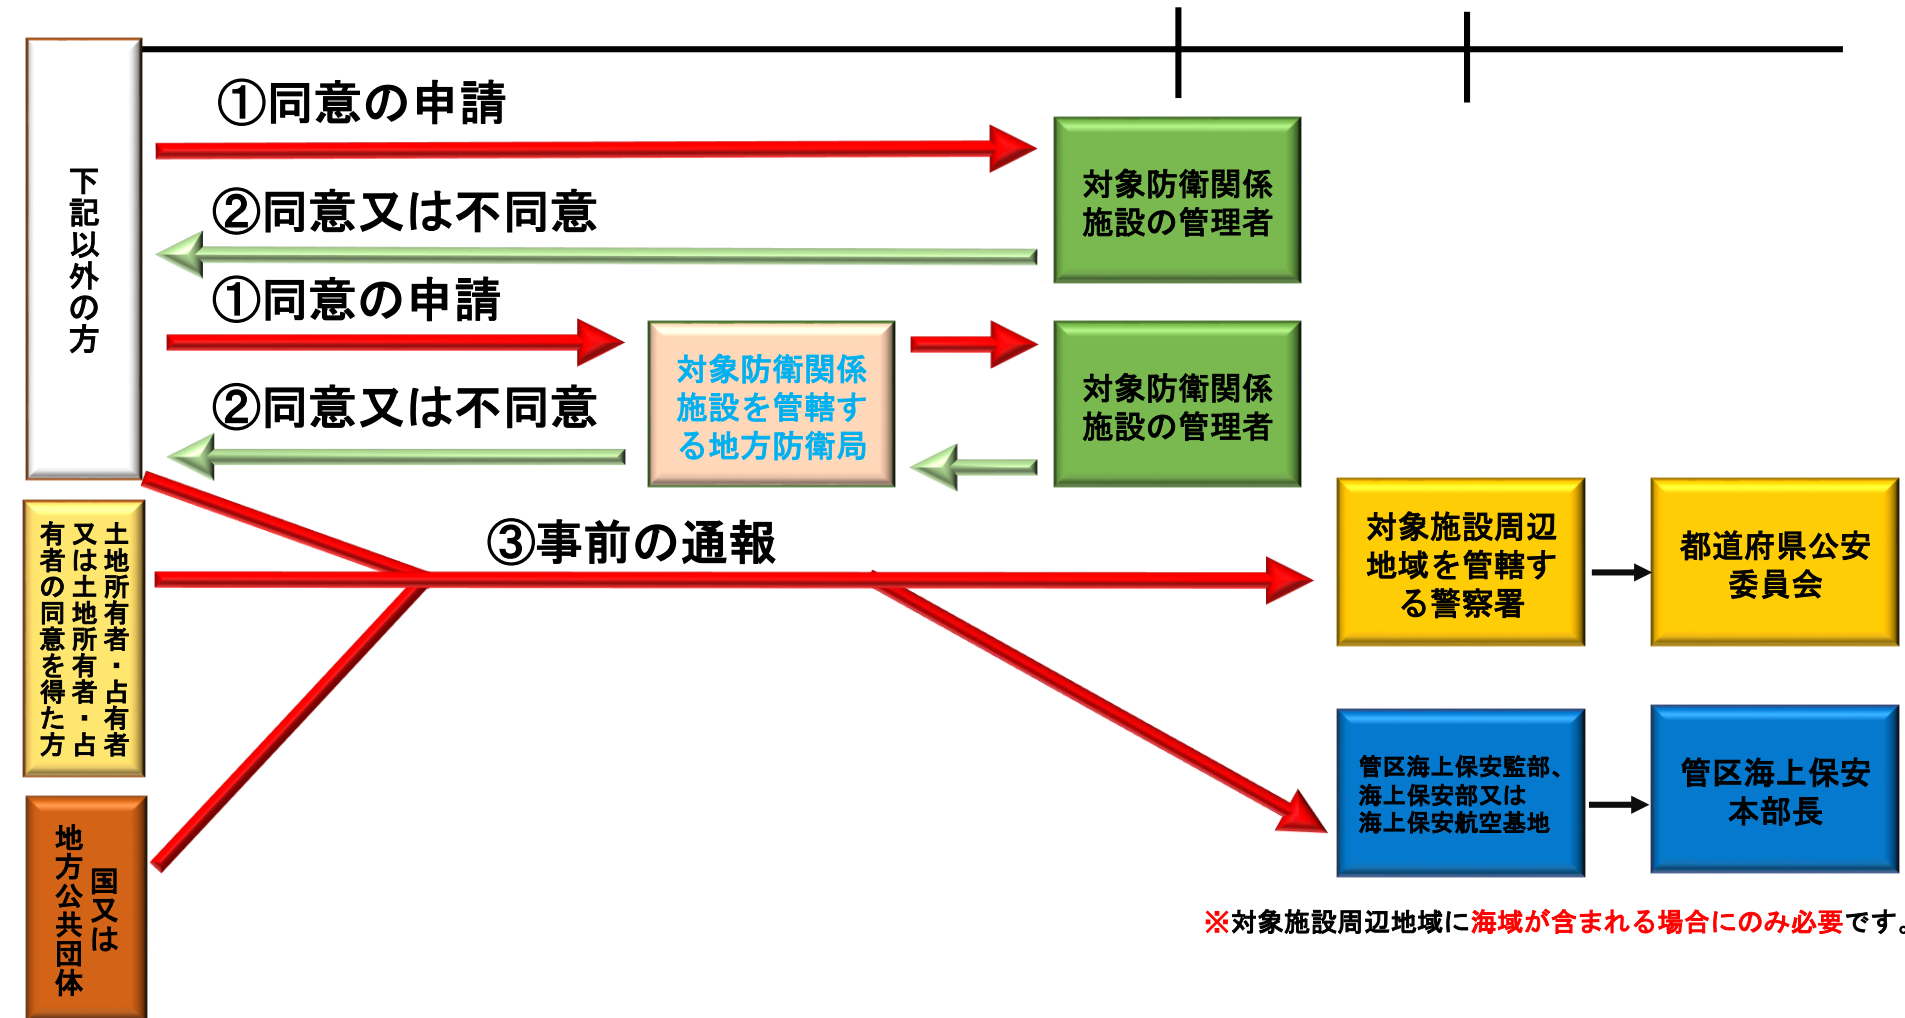 ①同意の申請
②同意又は不同意
①同意の申請
②同意又は不同意
下記以外の方
対象防衛関係
施設の管理者
対象防衛関係
施設を管轄す
る地方防衛局
対象防衛関係
施設の管理者
③事前の通報
土地所有者・占有者
又は土地所有者・占
有者の同意を得た方
対象施設周辺
地域を管轄す
る警察署
都道府県公安
委員会
国又は
地方公共団体
管区海上保安監部、
海上保安部又は
海上保安航空基地
管区海上保安
本部長
※対象施設周辺地域に海域が含まれる場合にのみ必要です。